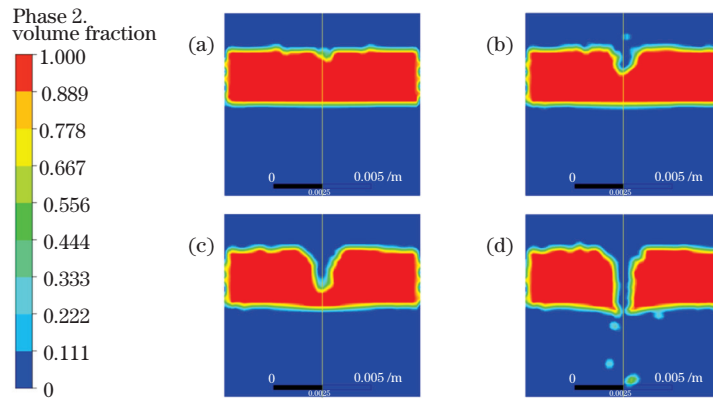 Phase 2.
volume fraction
1.000
0.889
0.778
0.667
0.556
0.444
0.333
0.222
0.111
0
(a)
0 0.005 /m
0.0025
(b)
0 0.005 /m
0.0025
(c)
0 0.005 /m
0.0025
(d)
0 0.005 /m
0.0025